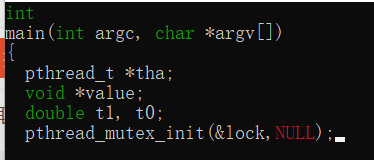 int
main(int argc, char *argv[])
{
  pthread_t *tha;
  void *value;
  double t1, t0;
  pthread_mutex_init(&lock,NULL);